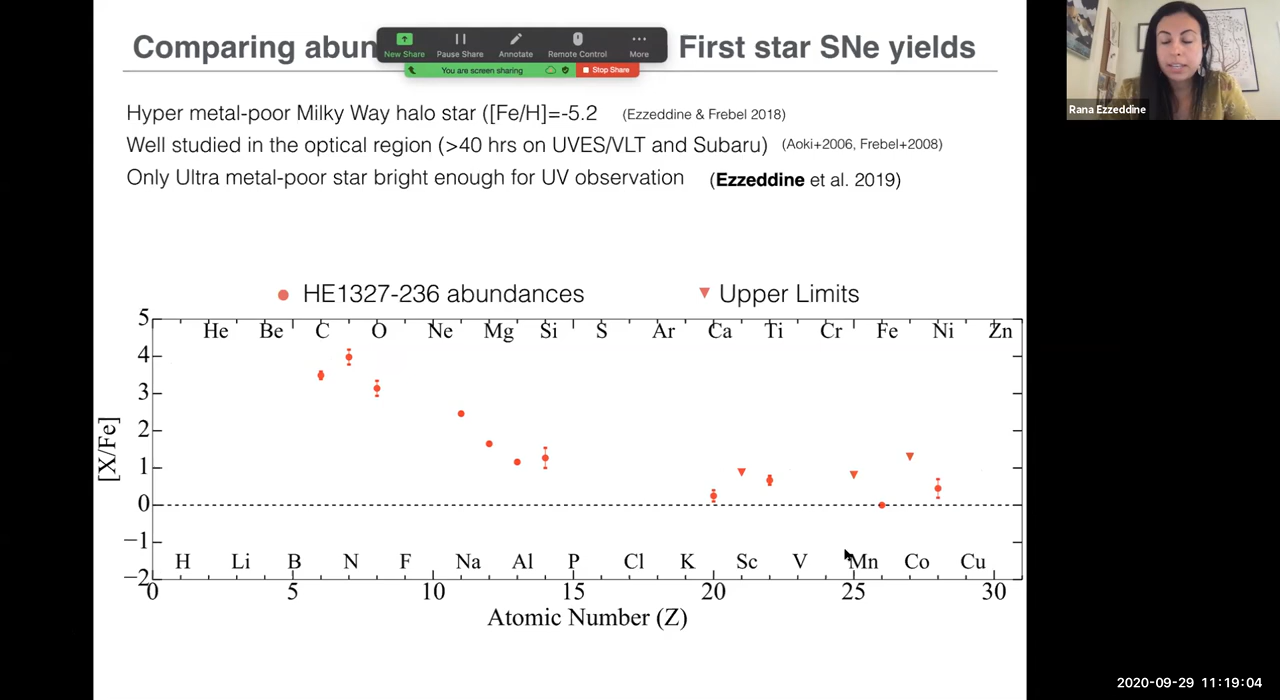 Comparing abun First star SNe yields
New Share Pause Share Annotate Remote Control More
You are screen sharing Stop Share
Rana Ezzeddine
Hyper metal-poor Milky Way halo star ([Fe/H]=-5.2 (Ezzeddine & Frebel 2018)
Well studied in the optical region (>40 hrs on UVES/VLT and Subaru) (Aoki+2006, Frebel+2008)
Only Ultra metal-poor star bright enough for UV observation (Ezzeddine et al. 2019)
HE1327-236 abundances Upper Limits
5
He Be C O Ne Mg Si S Ar Ca Ti Cr Fe Ni Zn
4
3
2
1
0
−1
H Li B N F Na Al P Cl K Sc V Mn Co Cu
−2
[X/Fe]
0 5 10 15 20 25 30
Atomic Number (Z)
2020-09-29 11:19:04